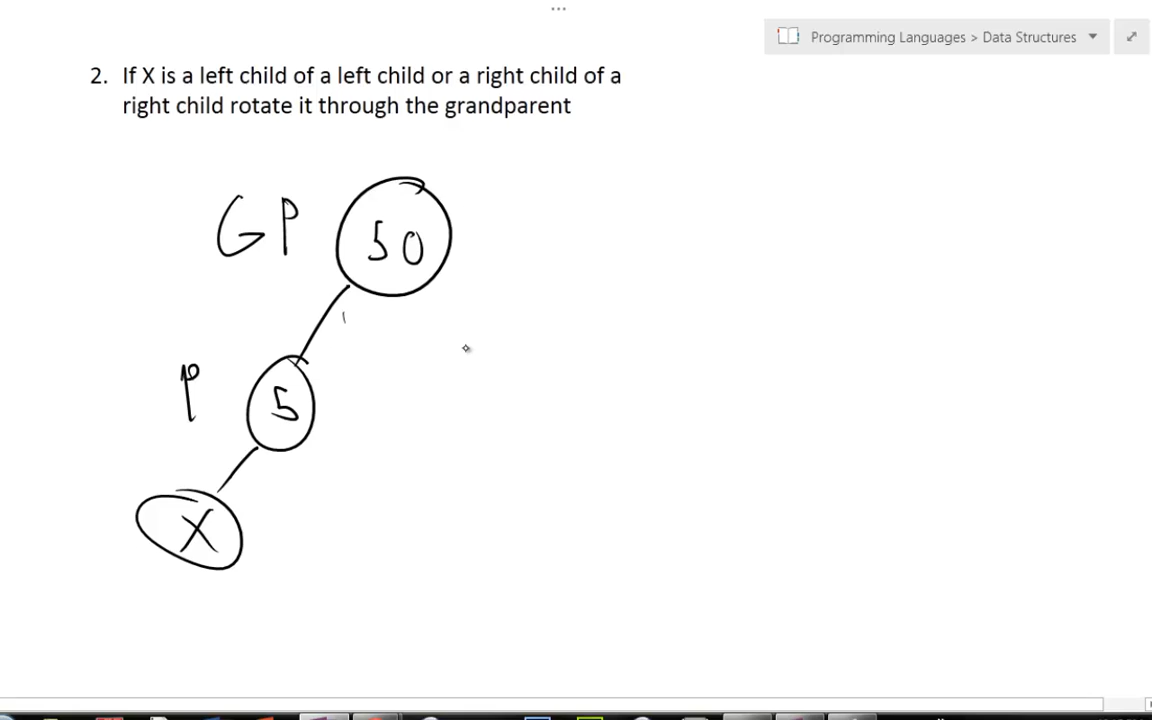 Programming Languages > Data Structures
2. If X is a left child of a left child or a right child of a
right child rotate it through the grandparent
GP 50
P 5
X